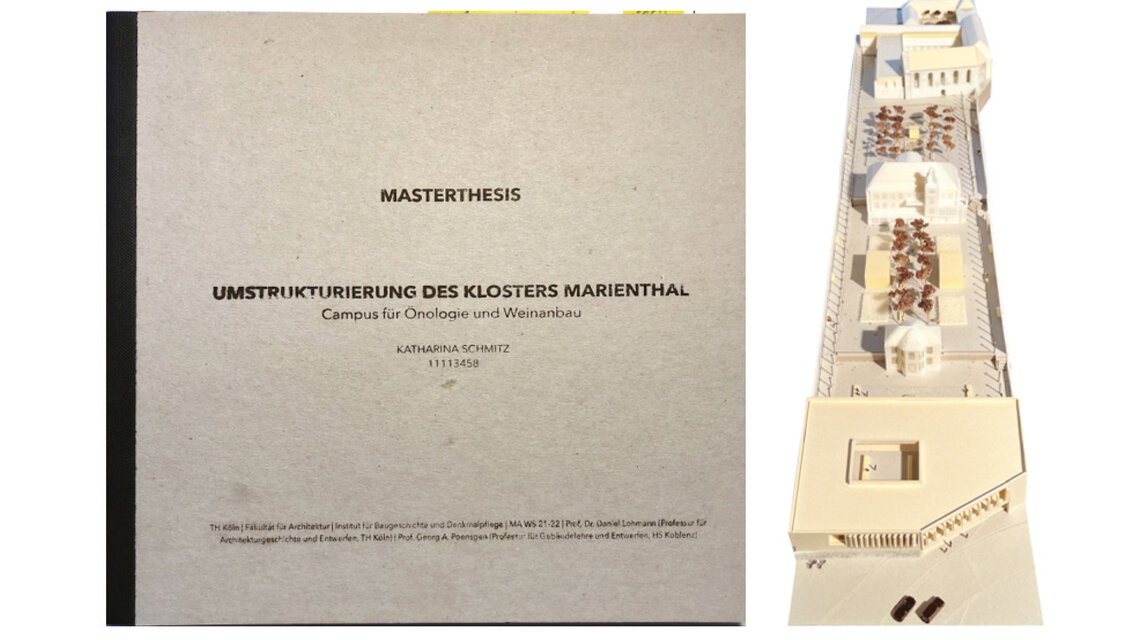 MASTERTHESIS
UMSTRUKTURIERUNG DES KLOSTERS MARIENTHAL
Campus für Önologie und Weinanbau
KATHARINA SCHMITZ
11113458
TH Köln | Fakultät für Architektur | Institut für Baugeschichte und Denkmalpflege | MA WS 21-22 | Prof. Dr. Daniel Lohmann (Professur für
Architekturgeschichte und Entwerfen, TH Köln) | Prof. Georg A. Poensgen (Professur für Gebäudelehre und Entwerfen, HS Koblenz)